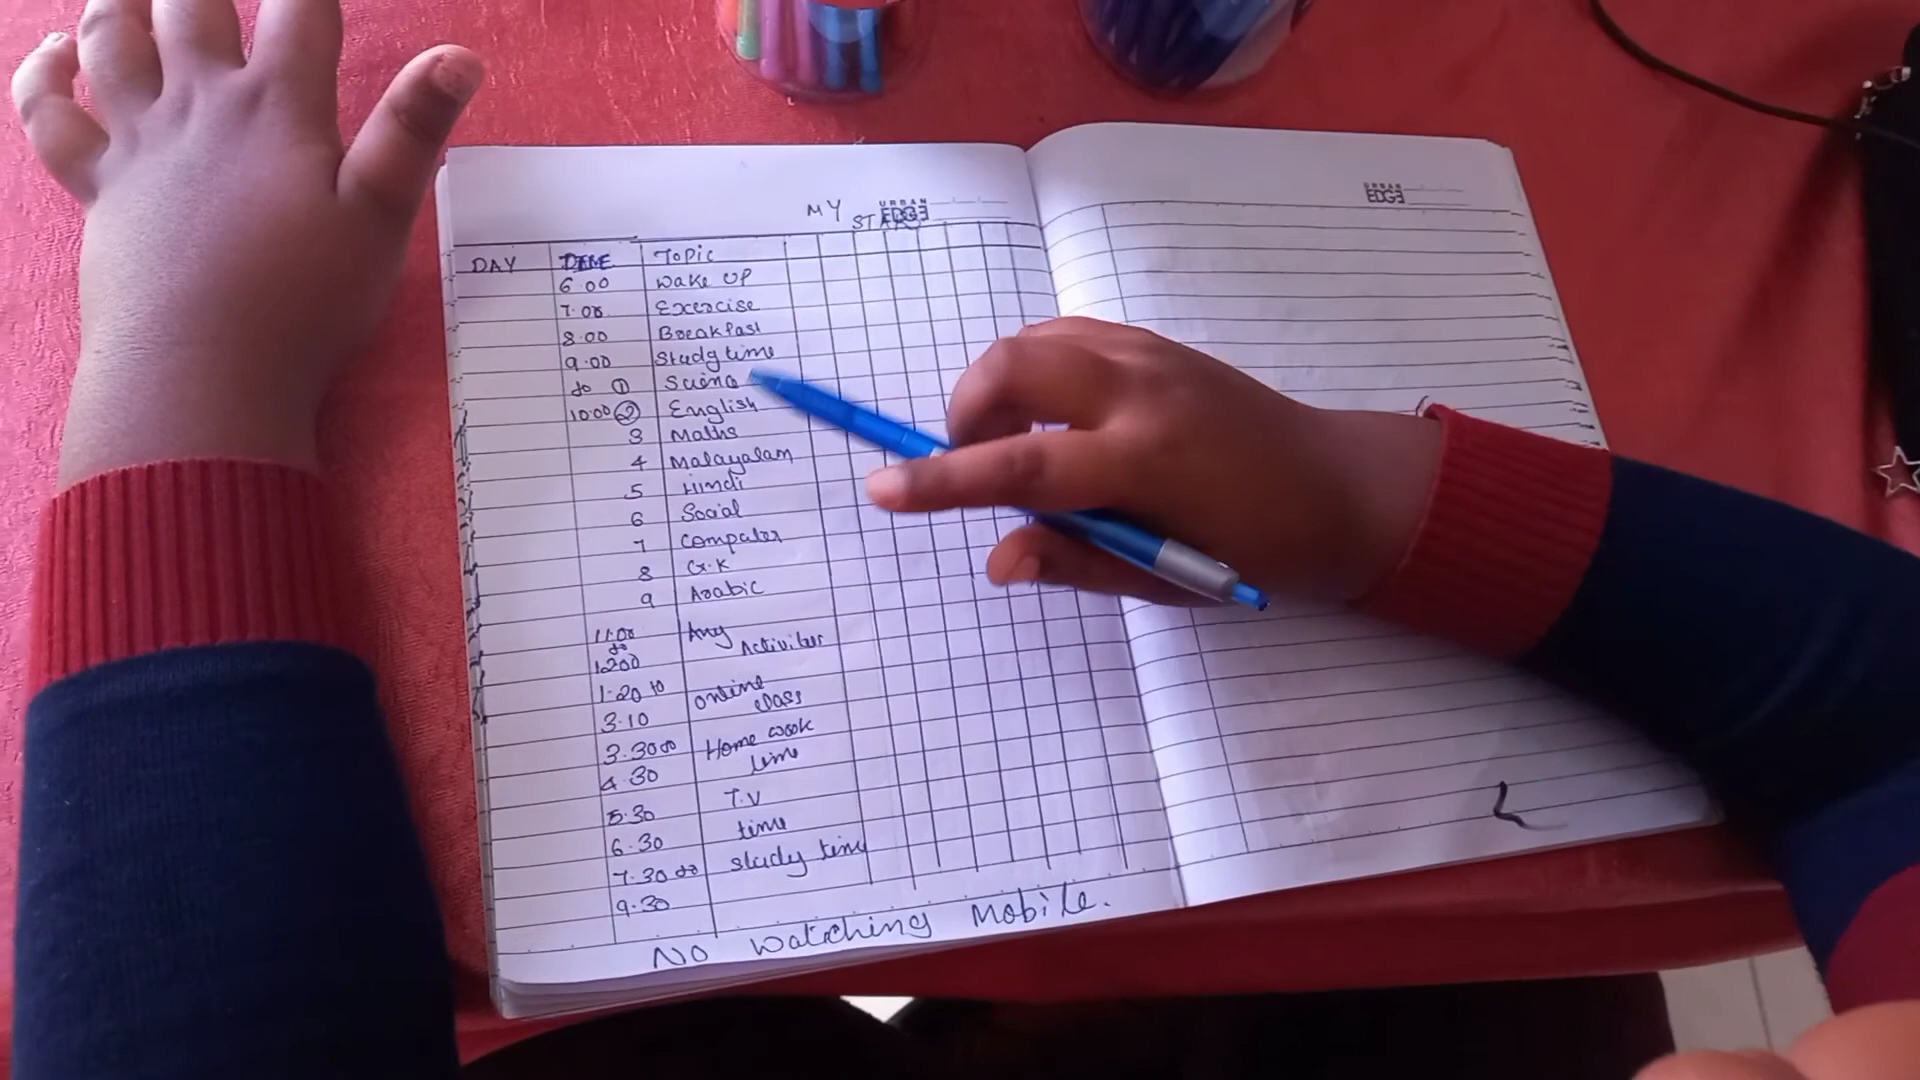 URBAN EDGE
MY STAR
URBAN EDGE
DAY TIME Topic
6.00 Wake up
7.00 Exercise
8.00 Breakfast
9.00 Study time
to 1 Science
10:00 2 English
3 Maths
4 Malayalam
5 Hindi
6 Social
7 Computer
8 G.K
9 Arabic
11.00 Any
to Activities
1200
1.20 to online
3.10 class
3.30 to Home work
4.30 time
5.30 T.V
6.30 time
7.30 to study time
9.30
No watching Mobile.